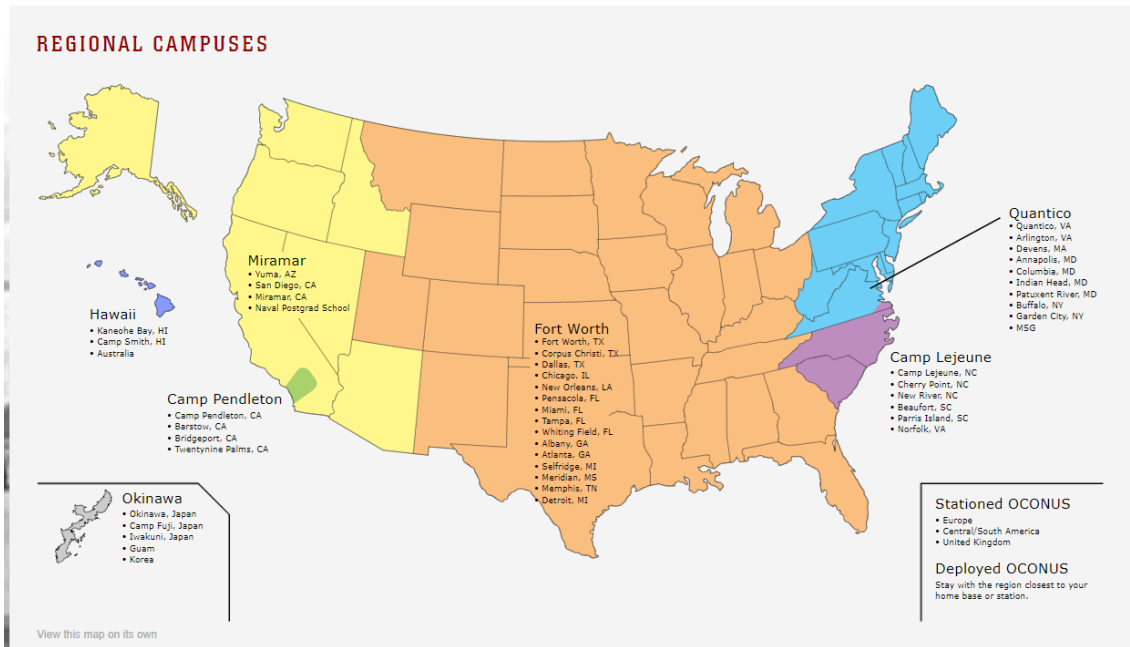 REGIONAL CAMPUSES
Miramar
• Yuma, AZ
• San Diego, CA
• Miramar, CA
• Naval Postgrad School
Hawaii
• Kaneohe Bay, HI
• Camp Smith, HI
• Australia
Camp Pendleton
• Camp Pendleton, CA
• Barstow, CA
• Bridgeport, CA
• Twentynine Palms, CA
Fort Worth
• Fort Worth, TX
• Corpus Christi, TX
• Dallas, TX
• Chicago, IL
• New Orleans, LA
• Pensacola, FL
• Miami, FL
• Tampa, FL
• Whiting Field, FL
• Albany, GA
• Atlanta, GA
• Selfridge, MI
• Meridian, MS
• Memphis, TN
• Detroit, MI
Quantico
• Quantico, VA
• Arlington, VA
• Devens, MA
• Annapolis, MD
• Columbia, MD
• Indian Head, MD
• Patuxent River, MD
• Buffalo, NY
• Garden City, NY
• MSG
Camp Lejeune
• Camp Lejeune, NC
• Cherry Point, NC
• New River, NC
• Beaufort, SC
• Parris Island, SC
• Norfolk, VA
Okinawa
• Okinawa, Japan
• Camp Fuji, Japan
• Iwakuni, Japan
• Guam
• Korea
Stationed OCONUS
• Europe
• Central/South America
• United Kingdom
Deployed OCONUS
Stay with the region closest to your
home base or station.
View this map on its own